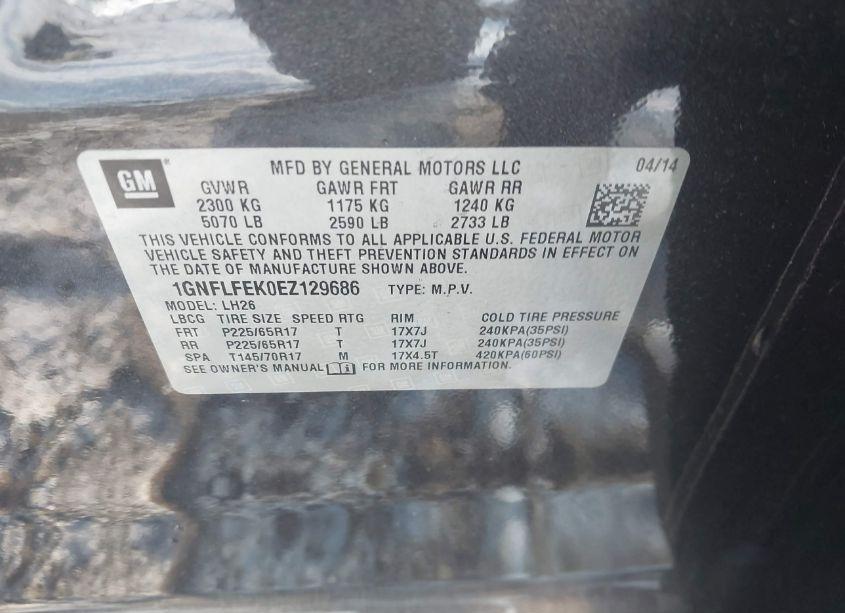 GM ® MFD BY GENERAL MOTORS LLC 04/14
GVWR GAWR FRT GAWR RR
2300 KG 1175 KG 1240 KG
5070 LB 2590 LB 2733 LB
THIS VEHICLE CONFORMS TO ALL APPLICABLE U.S. FEDERAL MOTOR
VEHICLE SAFETY AND THEFT PREVENTION STANDARDS IN EFFECT ON
THE DATE OF MANUFACTURE SHOWN ABOVE.
1GNFLFEK0EZ129686 TYPE: M.P.V.
MODEL: LH26
LBCG TIRE SIZE SPEED RTG RIM COLD TIRE PRESSURE
FRT P225/65R17 T 17X7J 240KPA(35PSI)
RR P225/65R17 T 17X7J 240KPA(35PSI)
SPA T145/70R17 M 17X4.5T 420KPA(60PSI)
SEE OWNER'S MANUAL FOR MORE INFORMATION.